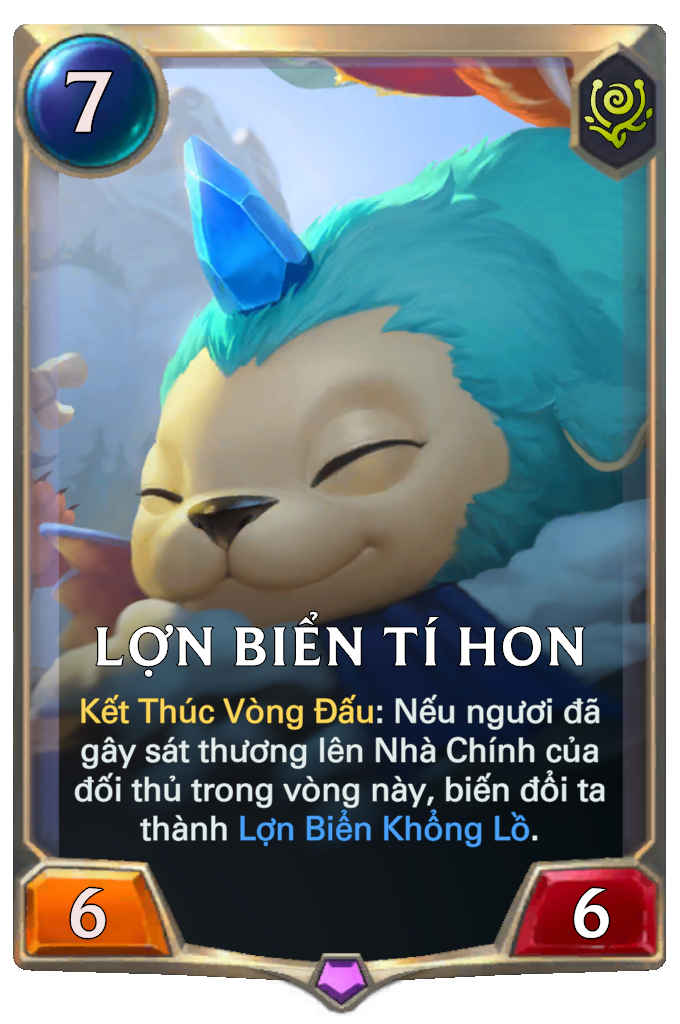 7
LỢN BIỂN TÍ HON
Kết Thúc Vòng Đấu: Nếu ngươi đã
gây sát thương lên Nhà Chính của
đối thủ trong vòng này, biến đổi ta
thành Lợn Biển Khổng Lồ.
6
6